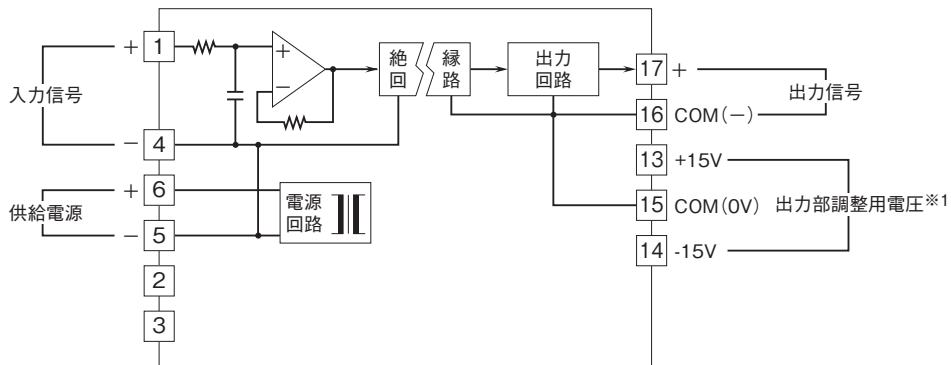 + 1
入力信号
− 4
+ 6
供給電源
− 5
2
3
+
−
絶 縁
回 路
出力
回路
電源
回路
17 +
出力信号
16 COM(−)
13 +15V
15 COM(0V) 出力部調整用電圧※1
14 -15V